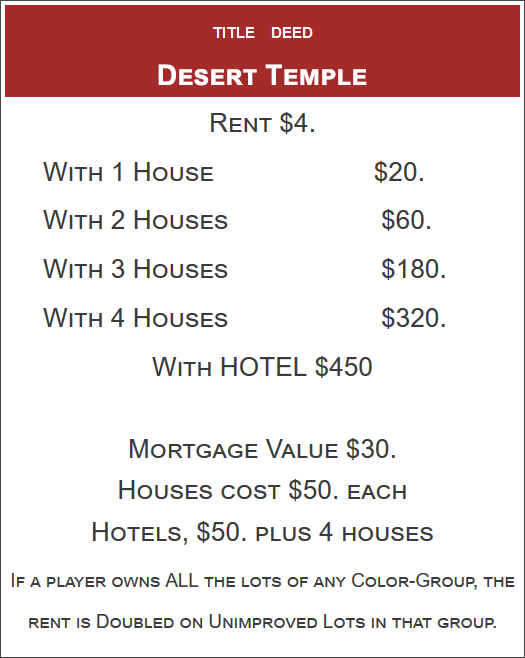 TITLE DEED
DESERT TEMPLE
RENT $4.
WITH 1 HOUSE $20.
WITH 2 HOUSES $60.
WITH 3 HOUSES $180.
WITH 4 HOUSES $320.
WITH HOTEL $450
MORTGAGE VALUE $30.
HOUSES COST $50. EACH
HOTELS, $50. PLUS 4 HOUSES
IF A PLAYER OWNS ALL THE LOTS OF ANY COLOR-GROUP, THE
RENT IS DOUBLED ON UNIMPROVED LOTS IN THAT GROUP.